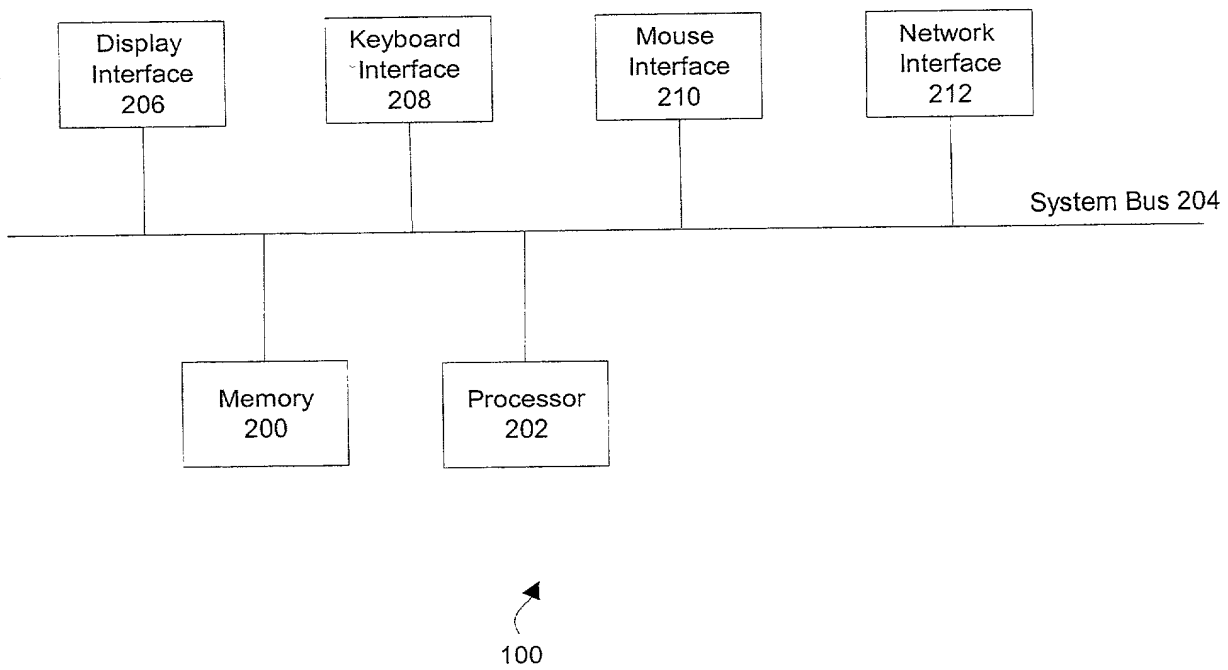 Display
Interface
206
Keyboard
Interface
208
Mouse
Interface
210
Network
Interface
212
System Bus 204
Memory
200
Processor
202
100